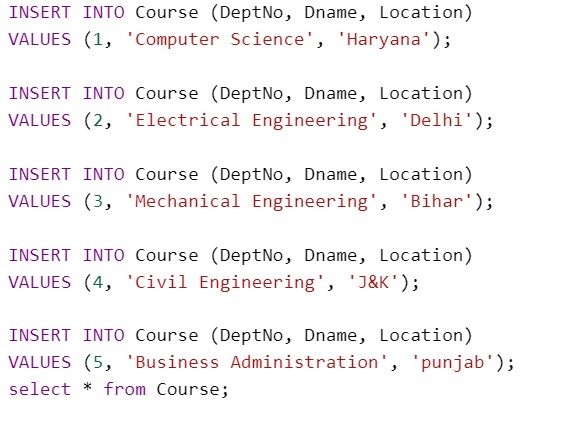 INSERT INTO Course (DeptNo, Dname, Location)
VALUES (1, 'Computer Science', 'Haryana');
INSERT INTO Course (DeptNo, Dname, Location)
VALUES (2, 'Electrical Engineering', 'Delhi');
INSERT INTO Course (DeptNo, Dname, Location)
VALUES (3, 'Mechanical Engineering', 'Bihar');
INSERT INTO Course (DeptNo, Dname, Location)
VALUES (4, 'Civil Engineering', 'J&K');
INSERT INTO Course (DeptNo, Dname, Location)
VALUES (5, 'Business Administration', 'punjab');
select * from Course;